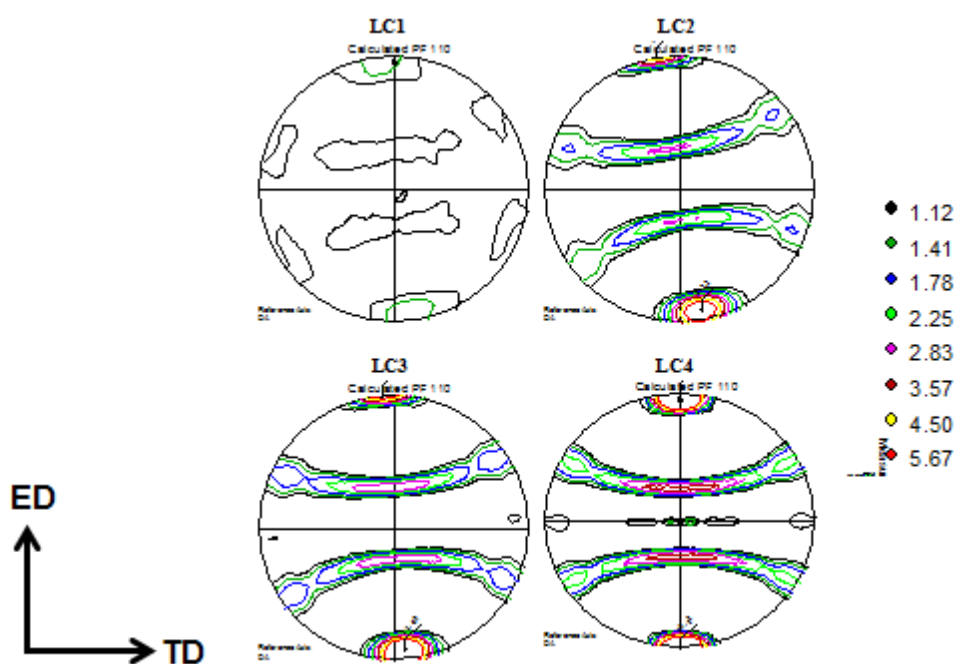 LC1
Calculated PF 110
LC2
Calculated PF 110
1.12
1.41
1.78
2.25
2.83
3.57
4.50
5.67
LC3
Calculated PF 110
LC4
Calculated PF 110
ED
TD